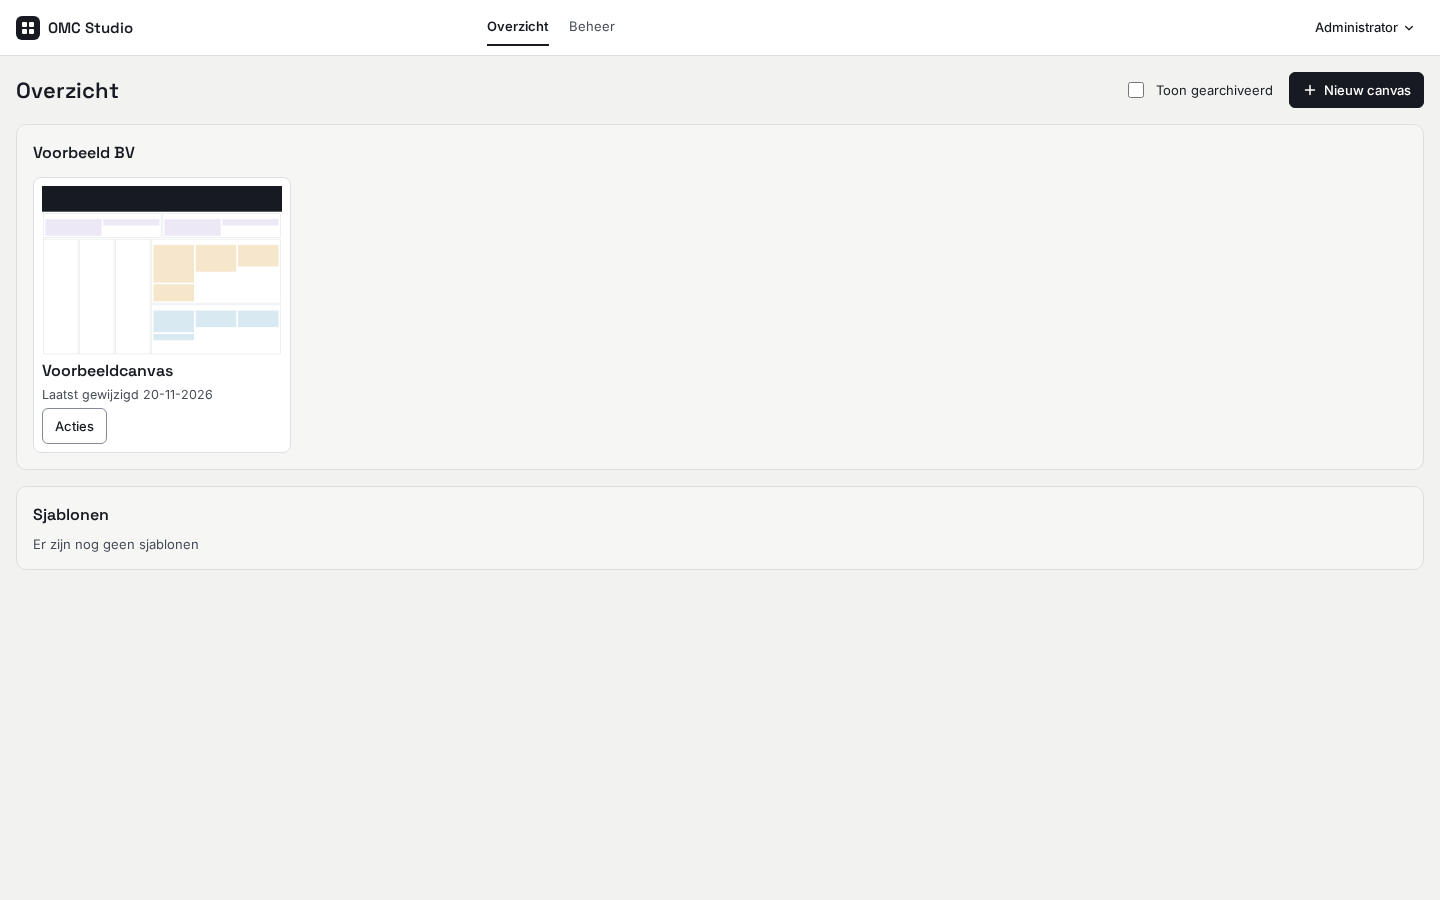 OMC Studio
Overzicht
Beheer
Administrator
Overzicht
Toon gearchiveerd
Nieuw canvas
Voorbeeld BV
Voorbeeldcanvas
Laatst gewijzigd 20-11-2026
Acties
Sjablonen
Er zijn nog geen sjablonen